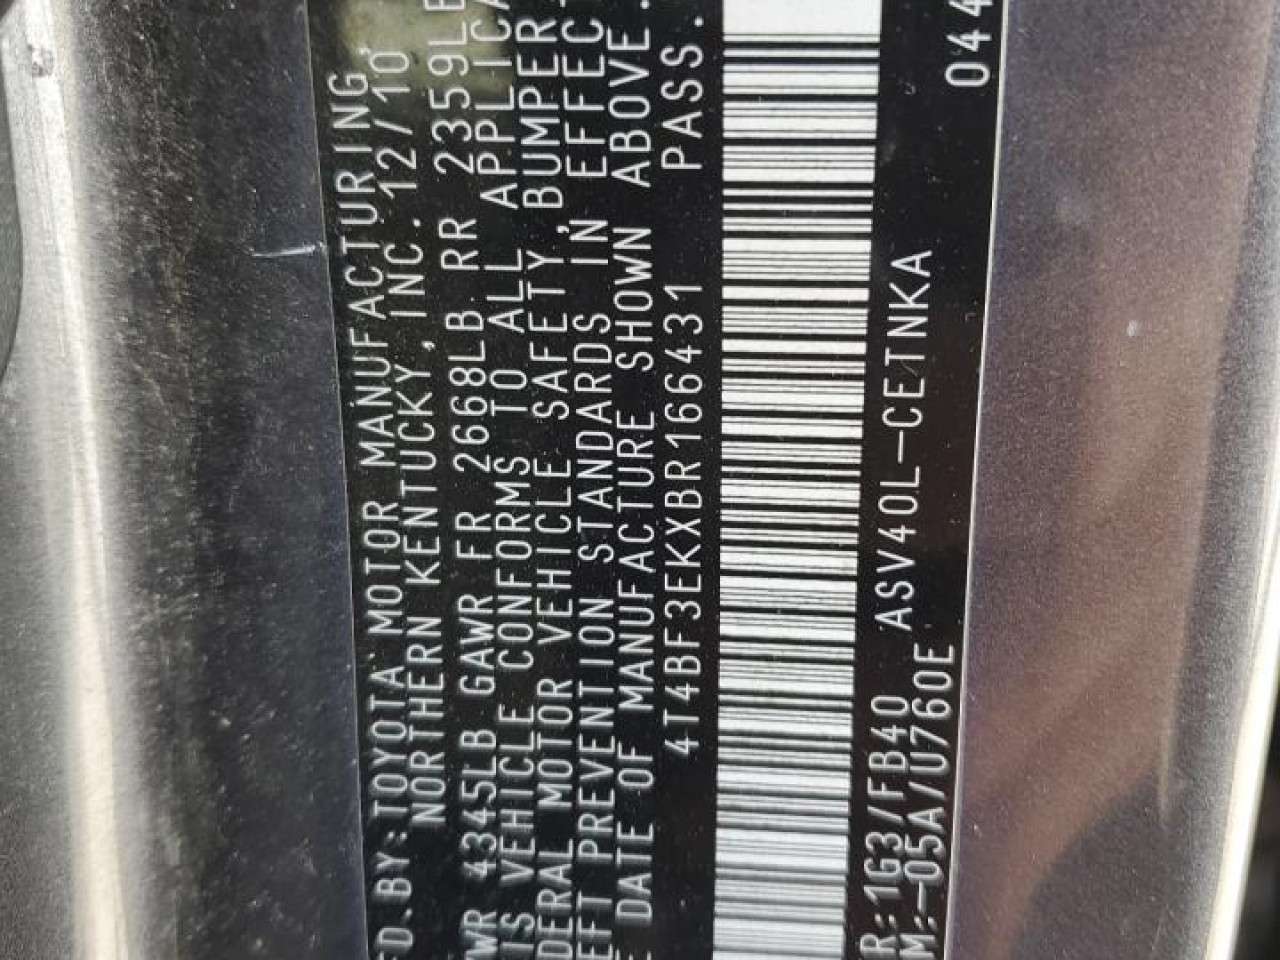 FD.BY:TOYOTA MOTOR MANUFACTURING,
NORTHERN KENTUCKY,INC. 12/10
WR 4345LB GAWR FR 2668LB RR 2359LB
IS VEHICLE CONFORMS TO ALL APPLICA
DERAL MOTOR VEHICLE SAFETY,BUMPER
EFT PREVENTION STANDARDS IN EFFECT
E DATE OF MANUFACTURE SHOWN ABOVE.
4T4BF3EKXBR166431 PASS.
R:1G3/FB40 ASV40L-CETNKA 044
M:-05A/U760E